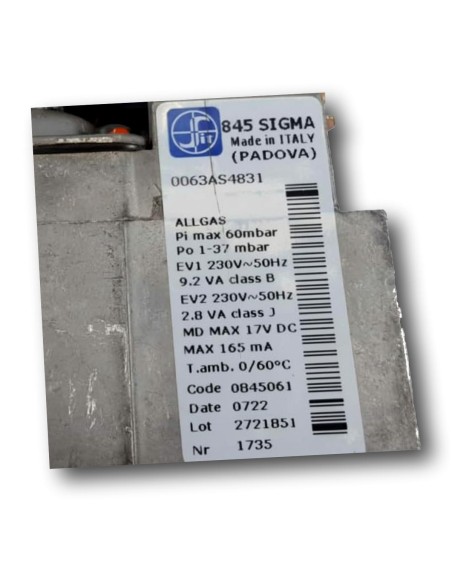 Sit
845 SIGMA
Made in ITALY
(PADOVA)
0063AS4831
ALLGAS
Pi max 60mbar
Po 1-37 mbar
EV1 230V~50Hz
9.2 VA class B
EV2 230V~50Hz
2.8 VA class J
MD MAX 17V DC
MAX 165 mA
T.amb. 0/60°C
Code 0845061
Date 0722
Lot 2721851
Nr 1735